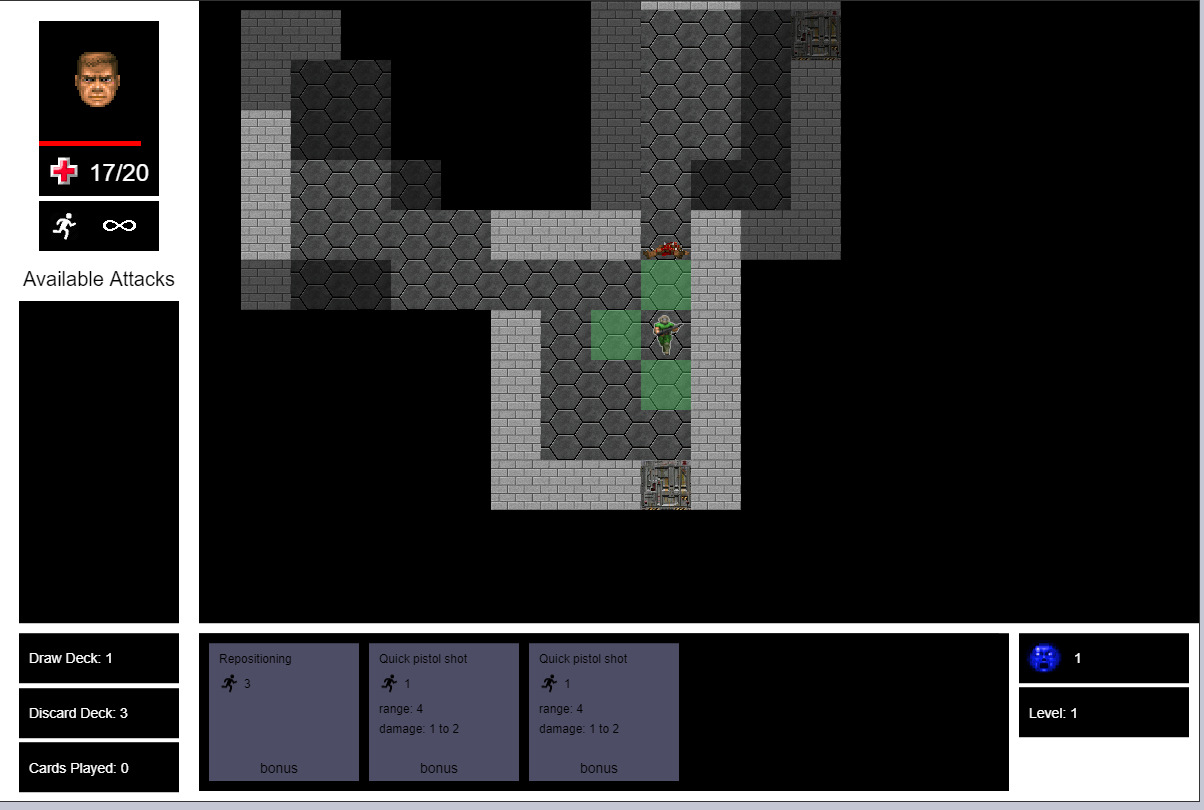 17/20
Available Attacks
Draw Deck: 1
Discard Deck: 3
Cards Played: 0
Repositioning
3
bonus
Quick pistol shot
1
range: 4
damage: 1 to 2
bonus
Quick pistol shot
1
range: 4
damage: 1 to 2
bonus
1
Level: 1